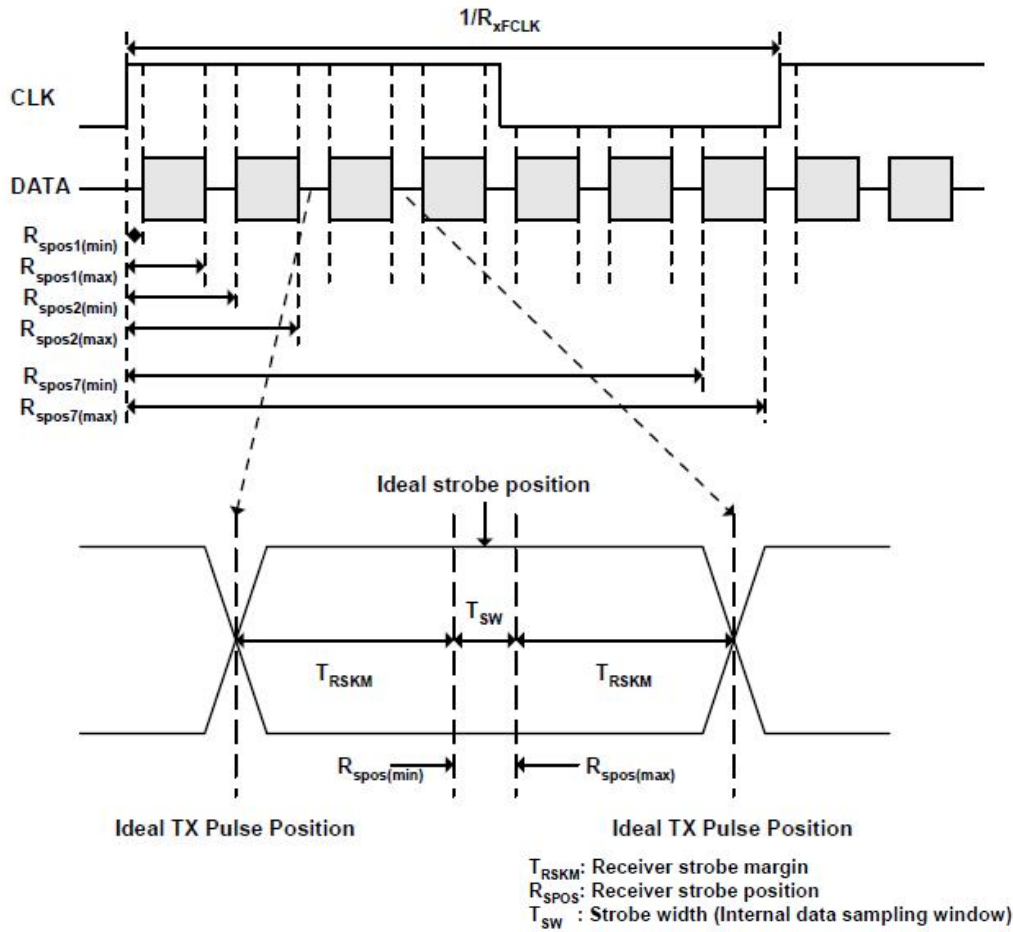 1/RxFCLK
CLK
DATA
Rspos1(min)
Rspos1(max)
Rspos2(min)
Rspos2(max)
Rspos7(min)
Rspos7(max)
Ideal strobe position
TSW
TRSKM TRSKM
Rspos(min) Rspos(max)
Ideal TX Pulse Position Ideal TX Pulse Position
TRSKM: Receiver strobe margin
RSPOS: Receiver strobe position
TSW : Strobe width (Internal data sampling window)